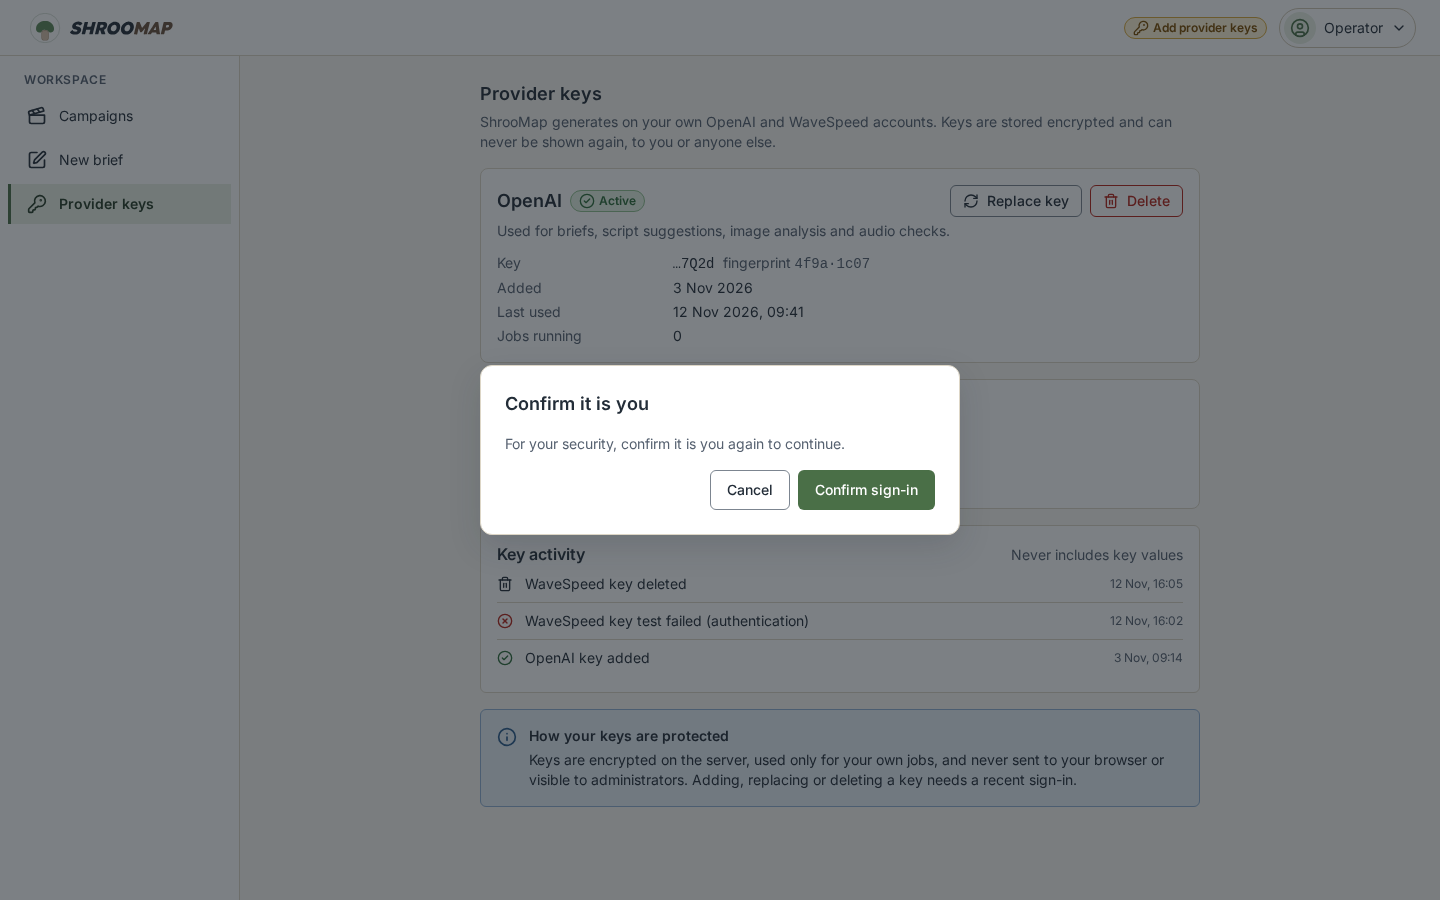 SHROOMAP
Add provider keys
Operator
WORKSPACE
Campaigns
New brief
Provider keys
Provider keys
ShrooMap generates on your own OpenAI and WaveSpeed accounts. Keys are stored encrypted and can
never be shown again, to you or anyone else.
OpenAI Active
Replace key
Delete
Used for briefs, script suggestions, image analysis and audio checks.
Key …7Q2d fingerprint 4f9a·1c07
Added 3 Nov 2026
Last used 12 Nov 2026, 09:41
Jobs running 0
Confirm it is you
For your security, confirm it is you again to continue.
Cancel
Confirm sign-in
Key activity Never includes key values
WaveSpeed key deleted 12 Nov, 16:05
WaveSpeed key test failed (authentication) 12 Nov, 16:02
OpenAI key added 3 Nov, 09:14
How your keys are protected
Keys are encrypted on the server, used only for your own jobs, and never sent to your browser or
visible to administrators. Adding, replacing or deleting a key needs a recent sign-in.